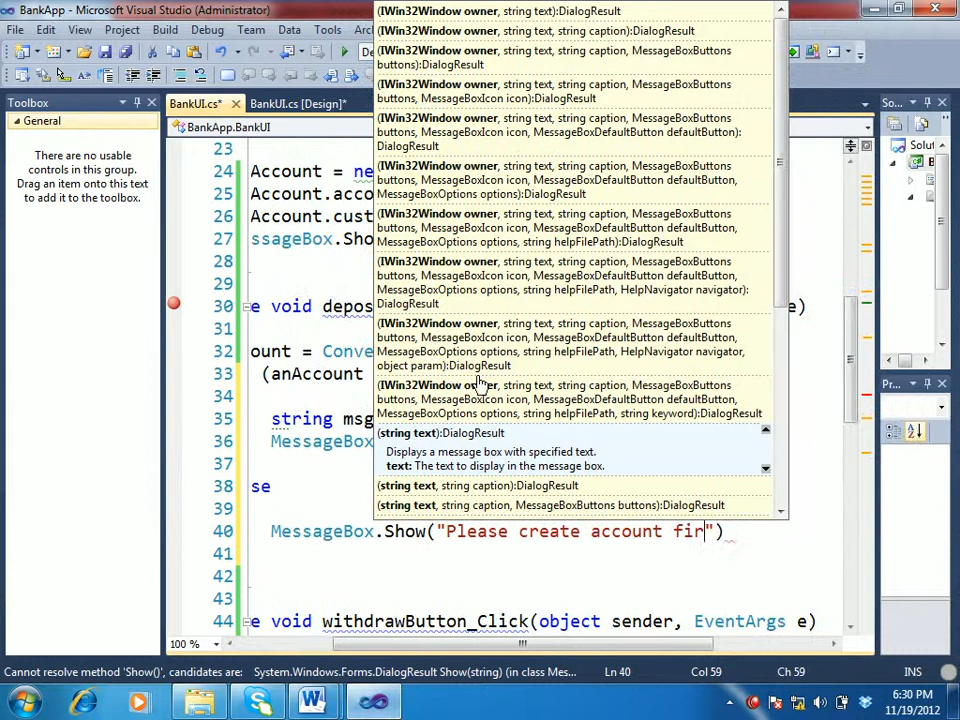 BankApp - Microsoft Visual Studio (Administrator)
File Edit View Project Build Debug Team Data Tools
Toolbox
General
There are no usable
controls in this group.
Drag an item onto this text
to add it to the toolbox.
BankUI.cs* BankUI.cs [Design]*
BankApp.BankUI
(IWin32Window owner, string text):DialogResult
(IWin32Window owner, string text, string caption):DialogResult
(IWin32Window owner, string text, string caption, MessageBoxButtons
buttons):DialogResult
(IWin32Window owner, string text, string caption, MessageBoxButtons
buttons, MessageBoxIcon icon):DialogResult
(IWin32Window owner, string text, string caption, MessageBoxButtons
buttons, MessageBoxIcon icon, MessageBoxDefaultButton defaultButton):
DialogResult
(IWin32Window owner, string text, string caption, MessageBoxButtons
buttons, MessageBoxIcon icon, MessageBoxDefaultButton defaultButton,
MessageBoxOptions options):DialogResult
(IWin32Window owner, string text, string caption, MessageBoxButtons
buttons, MessageBoxIcon icon, MessageBoxDefaultButton defaultButton,
MessageBoxOptions options, string helpFilePath):DialogResult
(IWin32Window owner, string text, string caption, MessageBoxButtons
buttons, MessageBoxIcon icon, MessageBoxDefaultButton defaultButton,
MessageBoxOptions options, string helpFilePath, HelpNavigator navigator):
DialogResult
(IWin32Window owner, string text, string caption, MessageBoxButtons
buttons, MessageBoxIcon icon, MessageBoxDefaultButton defaultButton,
MessageBoxOptions options, string helpFilePath, HelpNavigator navigator,
object param):DialogResult
(IWin32Window owner, string text, string caption, MessageBoxButtons
buttons, MessageBoxIcon icon, MessageBoxDefaultButton defaultButton,
MessageBoxOptions options, string helpFilePath, string keyword):DialogResult
(string text):DialogResult
Displays a message box with specified text.
text: The text to display in the message box.
(string text, string caption):DialogResult
(string text, string caption, MessageBoxButtons buttons):DialogResult
23
24 Account = ne
25 Account.acco
26 Account.cust
27 ssageBox.Sho
28
29
30 e void depos e)
31
32 ount = Conve
33 (anAccount
34
35 string msg
36 MessageBox
37
38 se
39
40 MessageBox.Show("Please create account fir")
41
42
43
44 e void withdrawButton_Click(object sender, EventArgs e)
100 %
So...
Solut
Pr...
Cannot resolve method 'Show()', candidates are: System.Windows.Forms.DialogResult Show(string) (in class Mes Ln 40 Col 59 Ch 59 INS
6:30 PM
11/19/2012